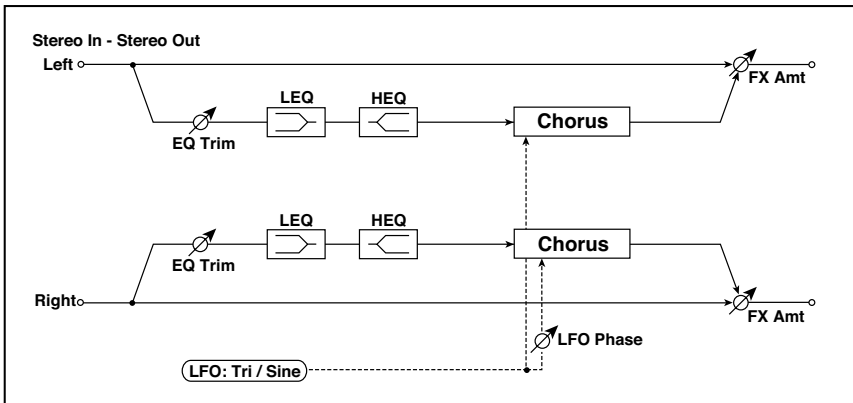 Stereo In - Stereo Out
Left
FX Amt
LEQ
HEQ
Chorus
EQ Trim
LEQ
HEQ
Chorus
EQ Trim
Right
FX Amt
LFO Phase
LFO: Tri / Sine